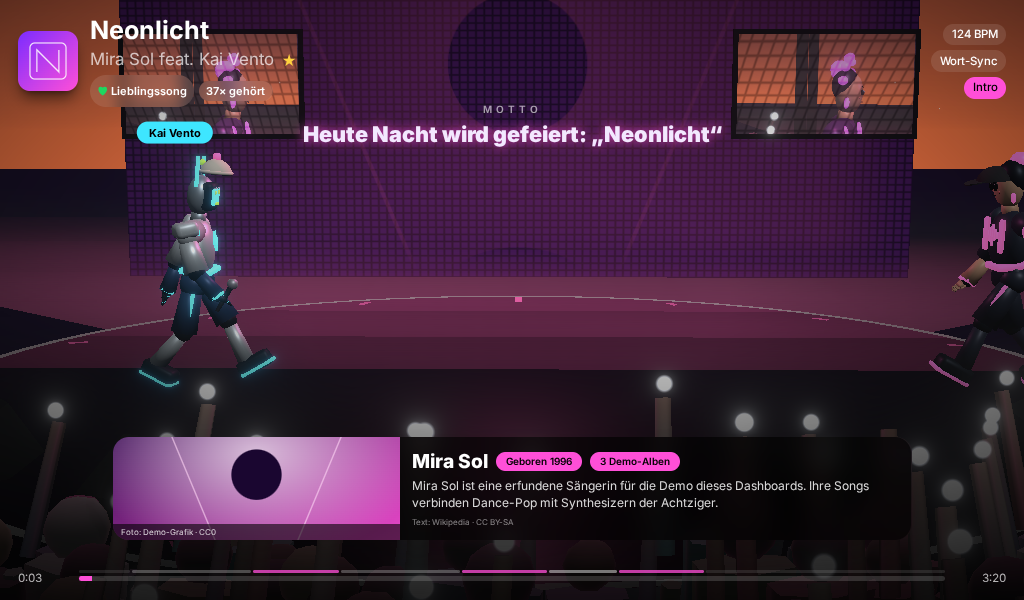 Neonlicht
Mira Sol feat. Kai Vento ★
Lieblingssong
37× gehört
124 BPM
Wort-Sync
Intro
MOTTO
Heute Nacht wird gefeiert: „Neonlicht“
Kai Vento
Mira Sol
Geboren 1996
3 Demo-Alben
Mira Sol ist eine erfundene Sängerin für die Demo dieses Dashboards. Ihre Songs
verbinden Dance-Pop mit Synthesizern der Achtziger.
Text: Wikipedia · CC BY-SA
Foto: Demo-Grafik · CC0
0:03
3:20